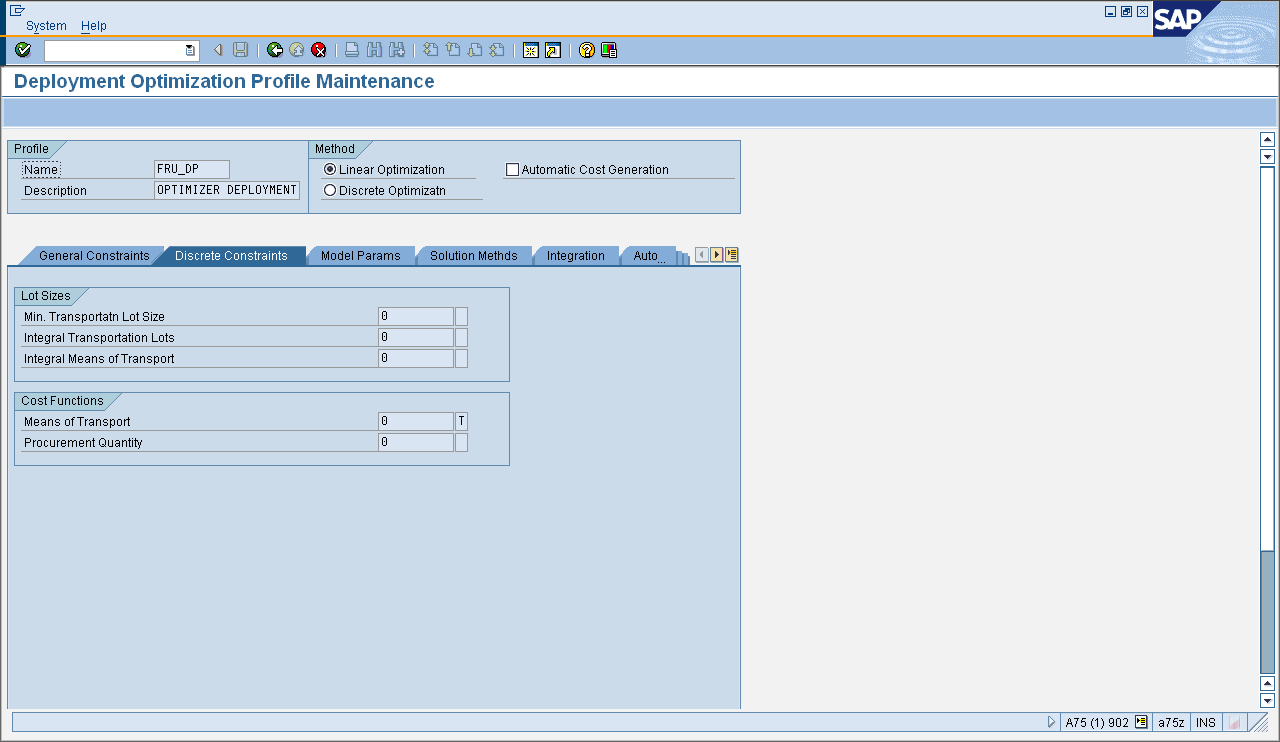 System Help
SAP
Deployment Optimization Profile Maintenance
Profile
Name FRU_DP
Description OPTIMIZER DEPLOYMENT
Method
Linear Optimization Automatic Cost Generation
Discrete Optimizatn
General Constraints Discrete Constraints Model Params Solution Methds Integration Auto...
Lot Sizes
Min. Transportatn Lot Size 0
Integral Transportation Lots 0
Integral Means of Transport 0
Cost Functions
Means of Transport 0 T
Procurement Quantity 0
A75 (1) 902 a75z INS